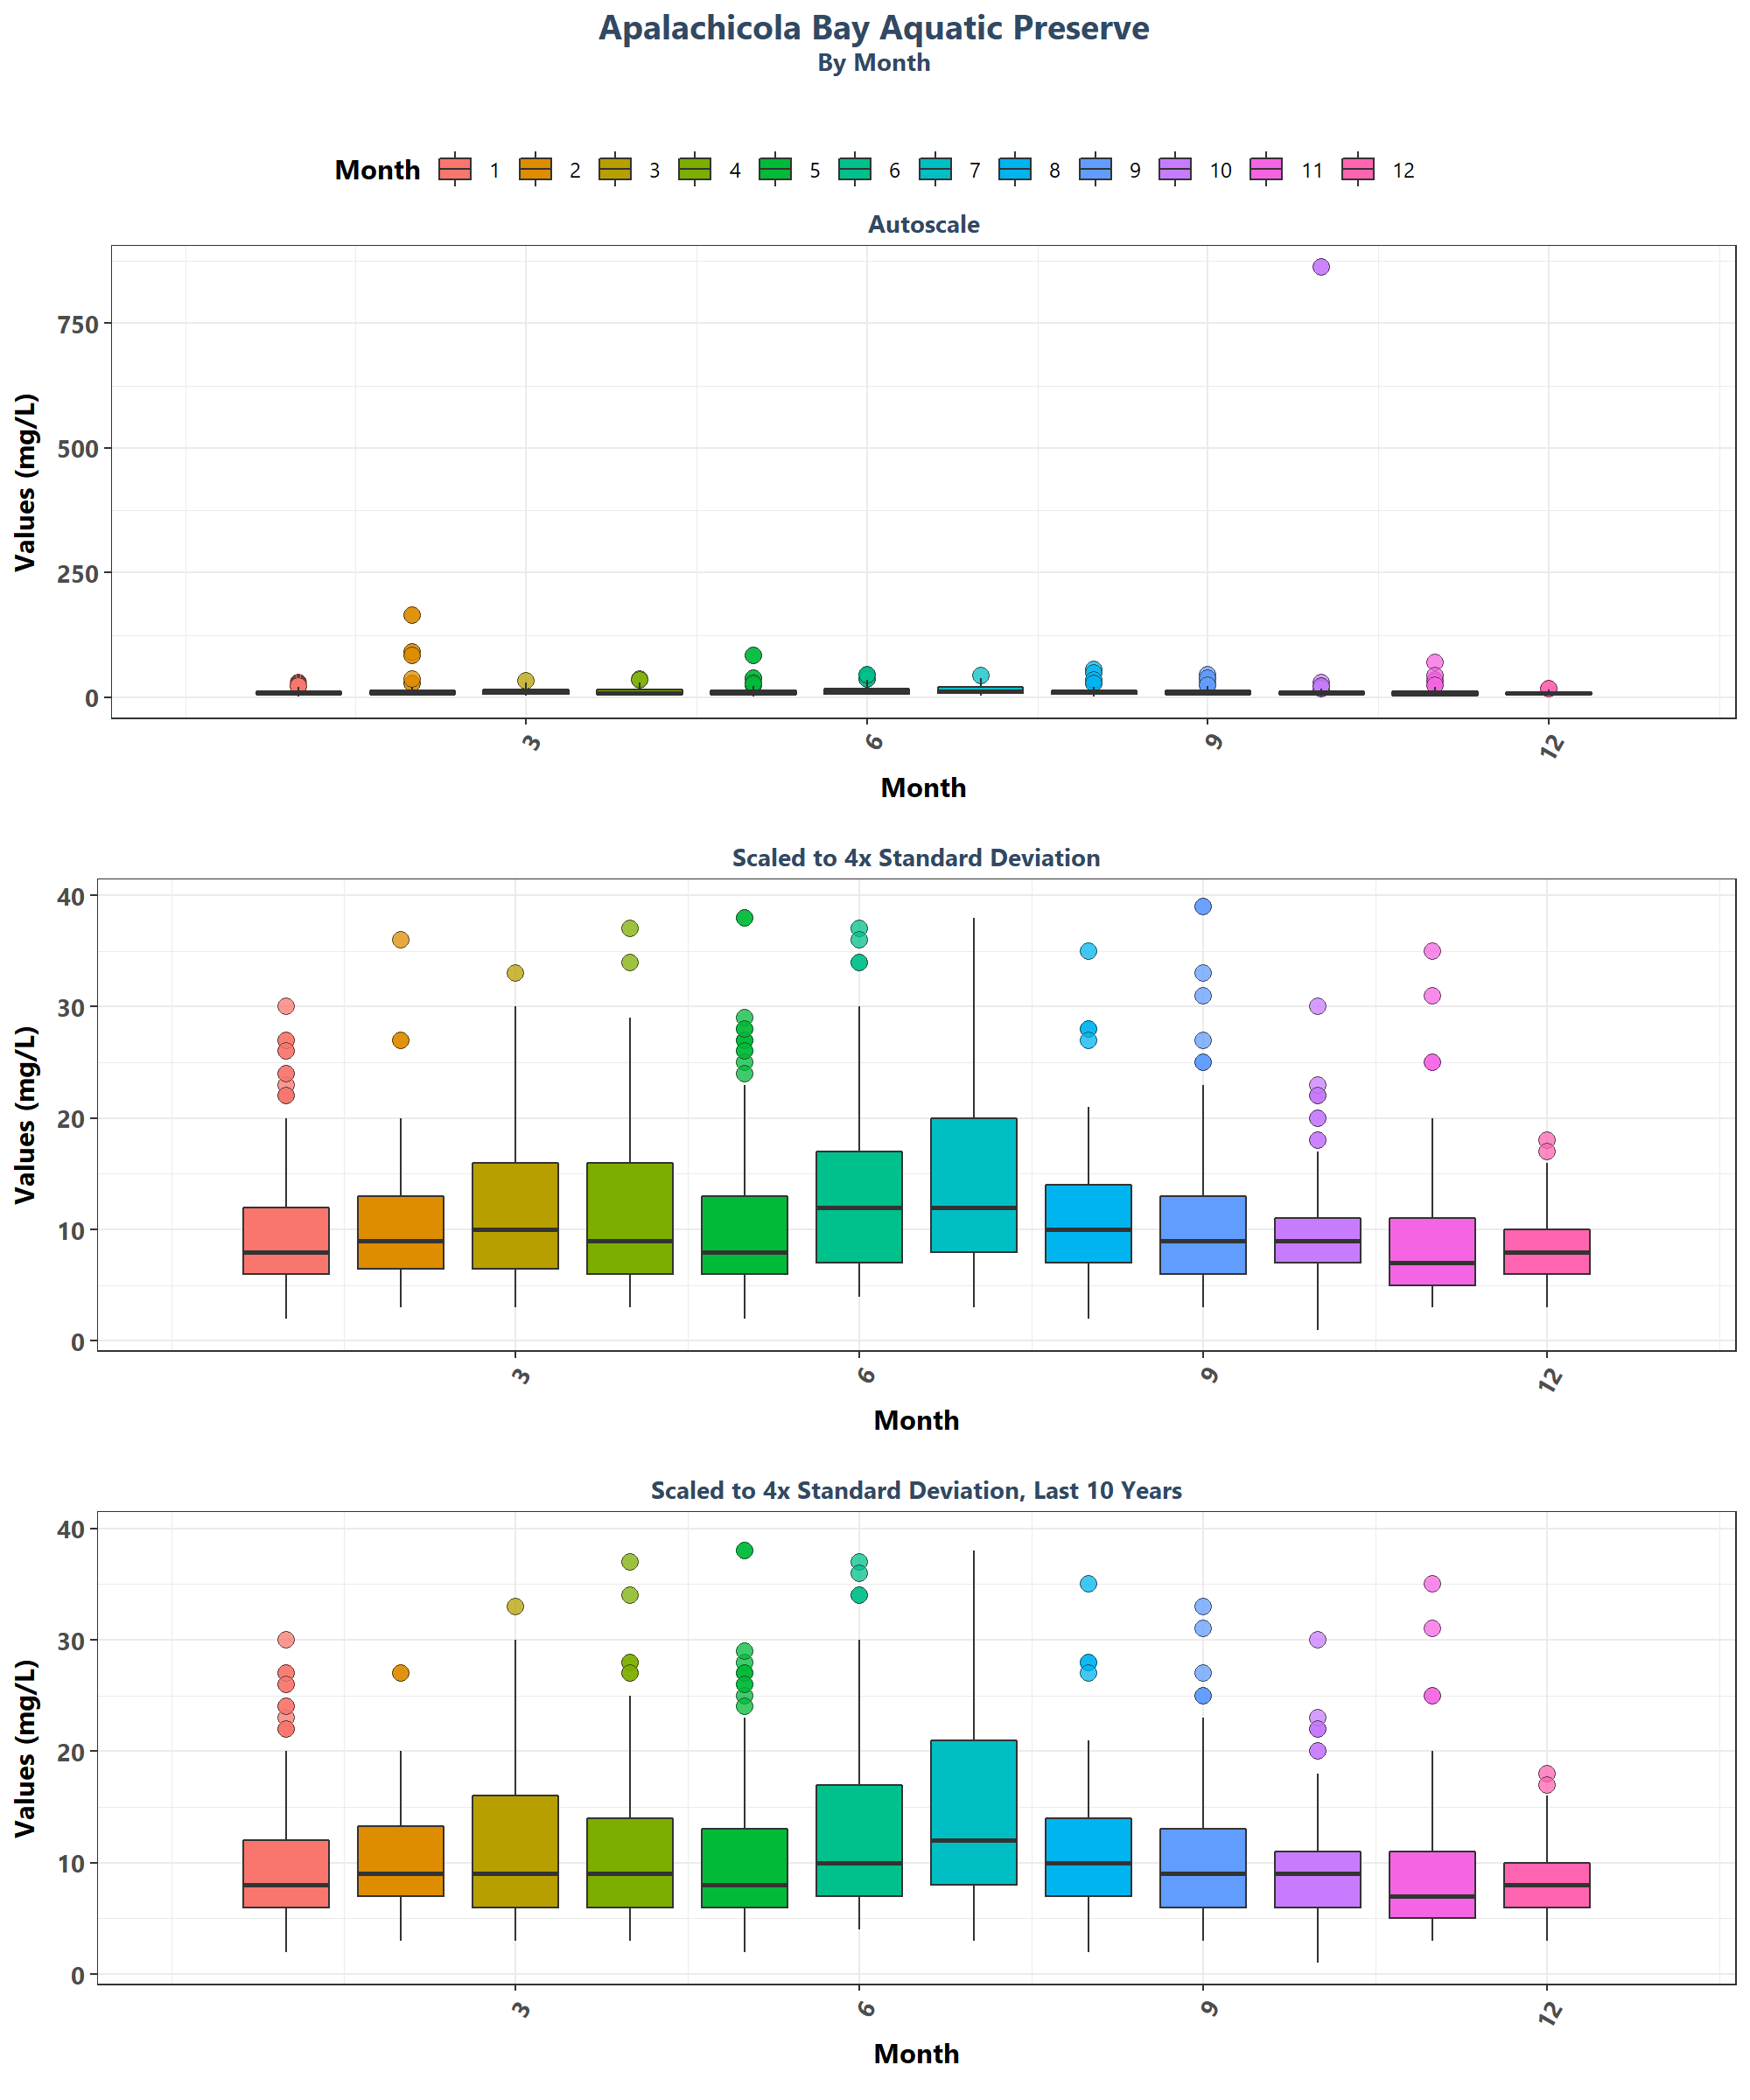 Apalachicola Bay Aquatic Preserve
By Month
Month 1 2 3 4 5 6 7 8 9 10 11 12
Autoscale
Values (mg/L)
750
500
250
0
3 6 9 12
Month
Scaled to 4x Standard Deviation
Values (mg/L)
40
30
20
10
0
3 6 9 12
Month
Scaled to 4x Standard Deviation, Last 10 Years
Values (mg/L)
40
30
20
10
0
3 6 9 12
Month